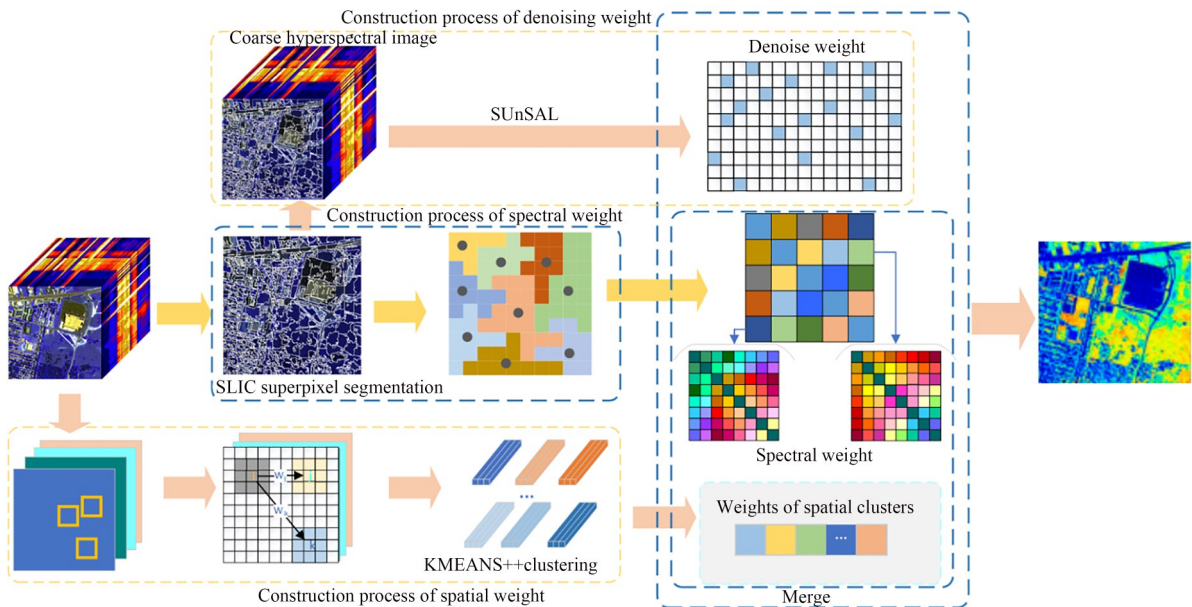 Construction process of denoising weight
Coarse hyperspectral image
Denoise weight
SUnSAL
Construction process of spectral weight
SLIC superpixel segmentation
Spectral weight
Weights of spatial clusters
...
W
W
k
...
KMEANS++clustering
Merge
Construction process of spatial weight